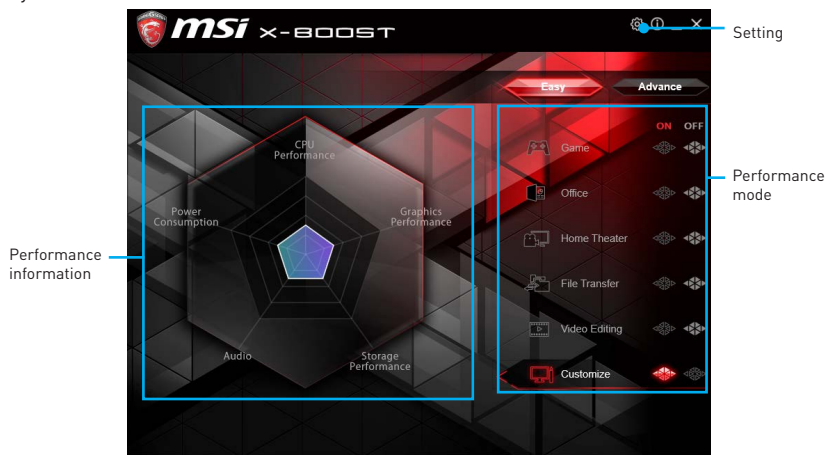 msi X-BOOST
Setting
Easy
Advance
ON OFF
Game
Office
Home Theater
File Transfer
Video Editing
Customize
Performance
mode
CPU
Performance
Power
Consumption
Graphics
Performance
Audio
Storage
Performance
Performance
information